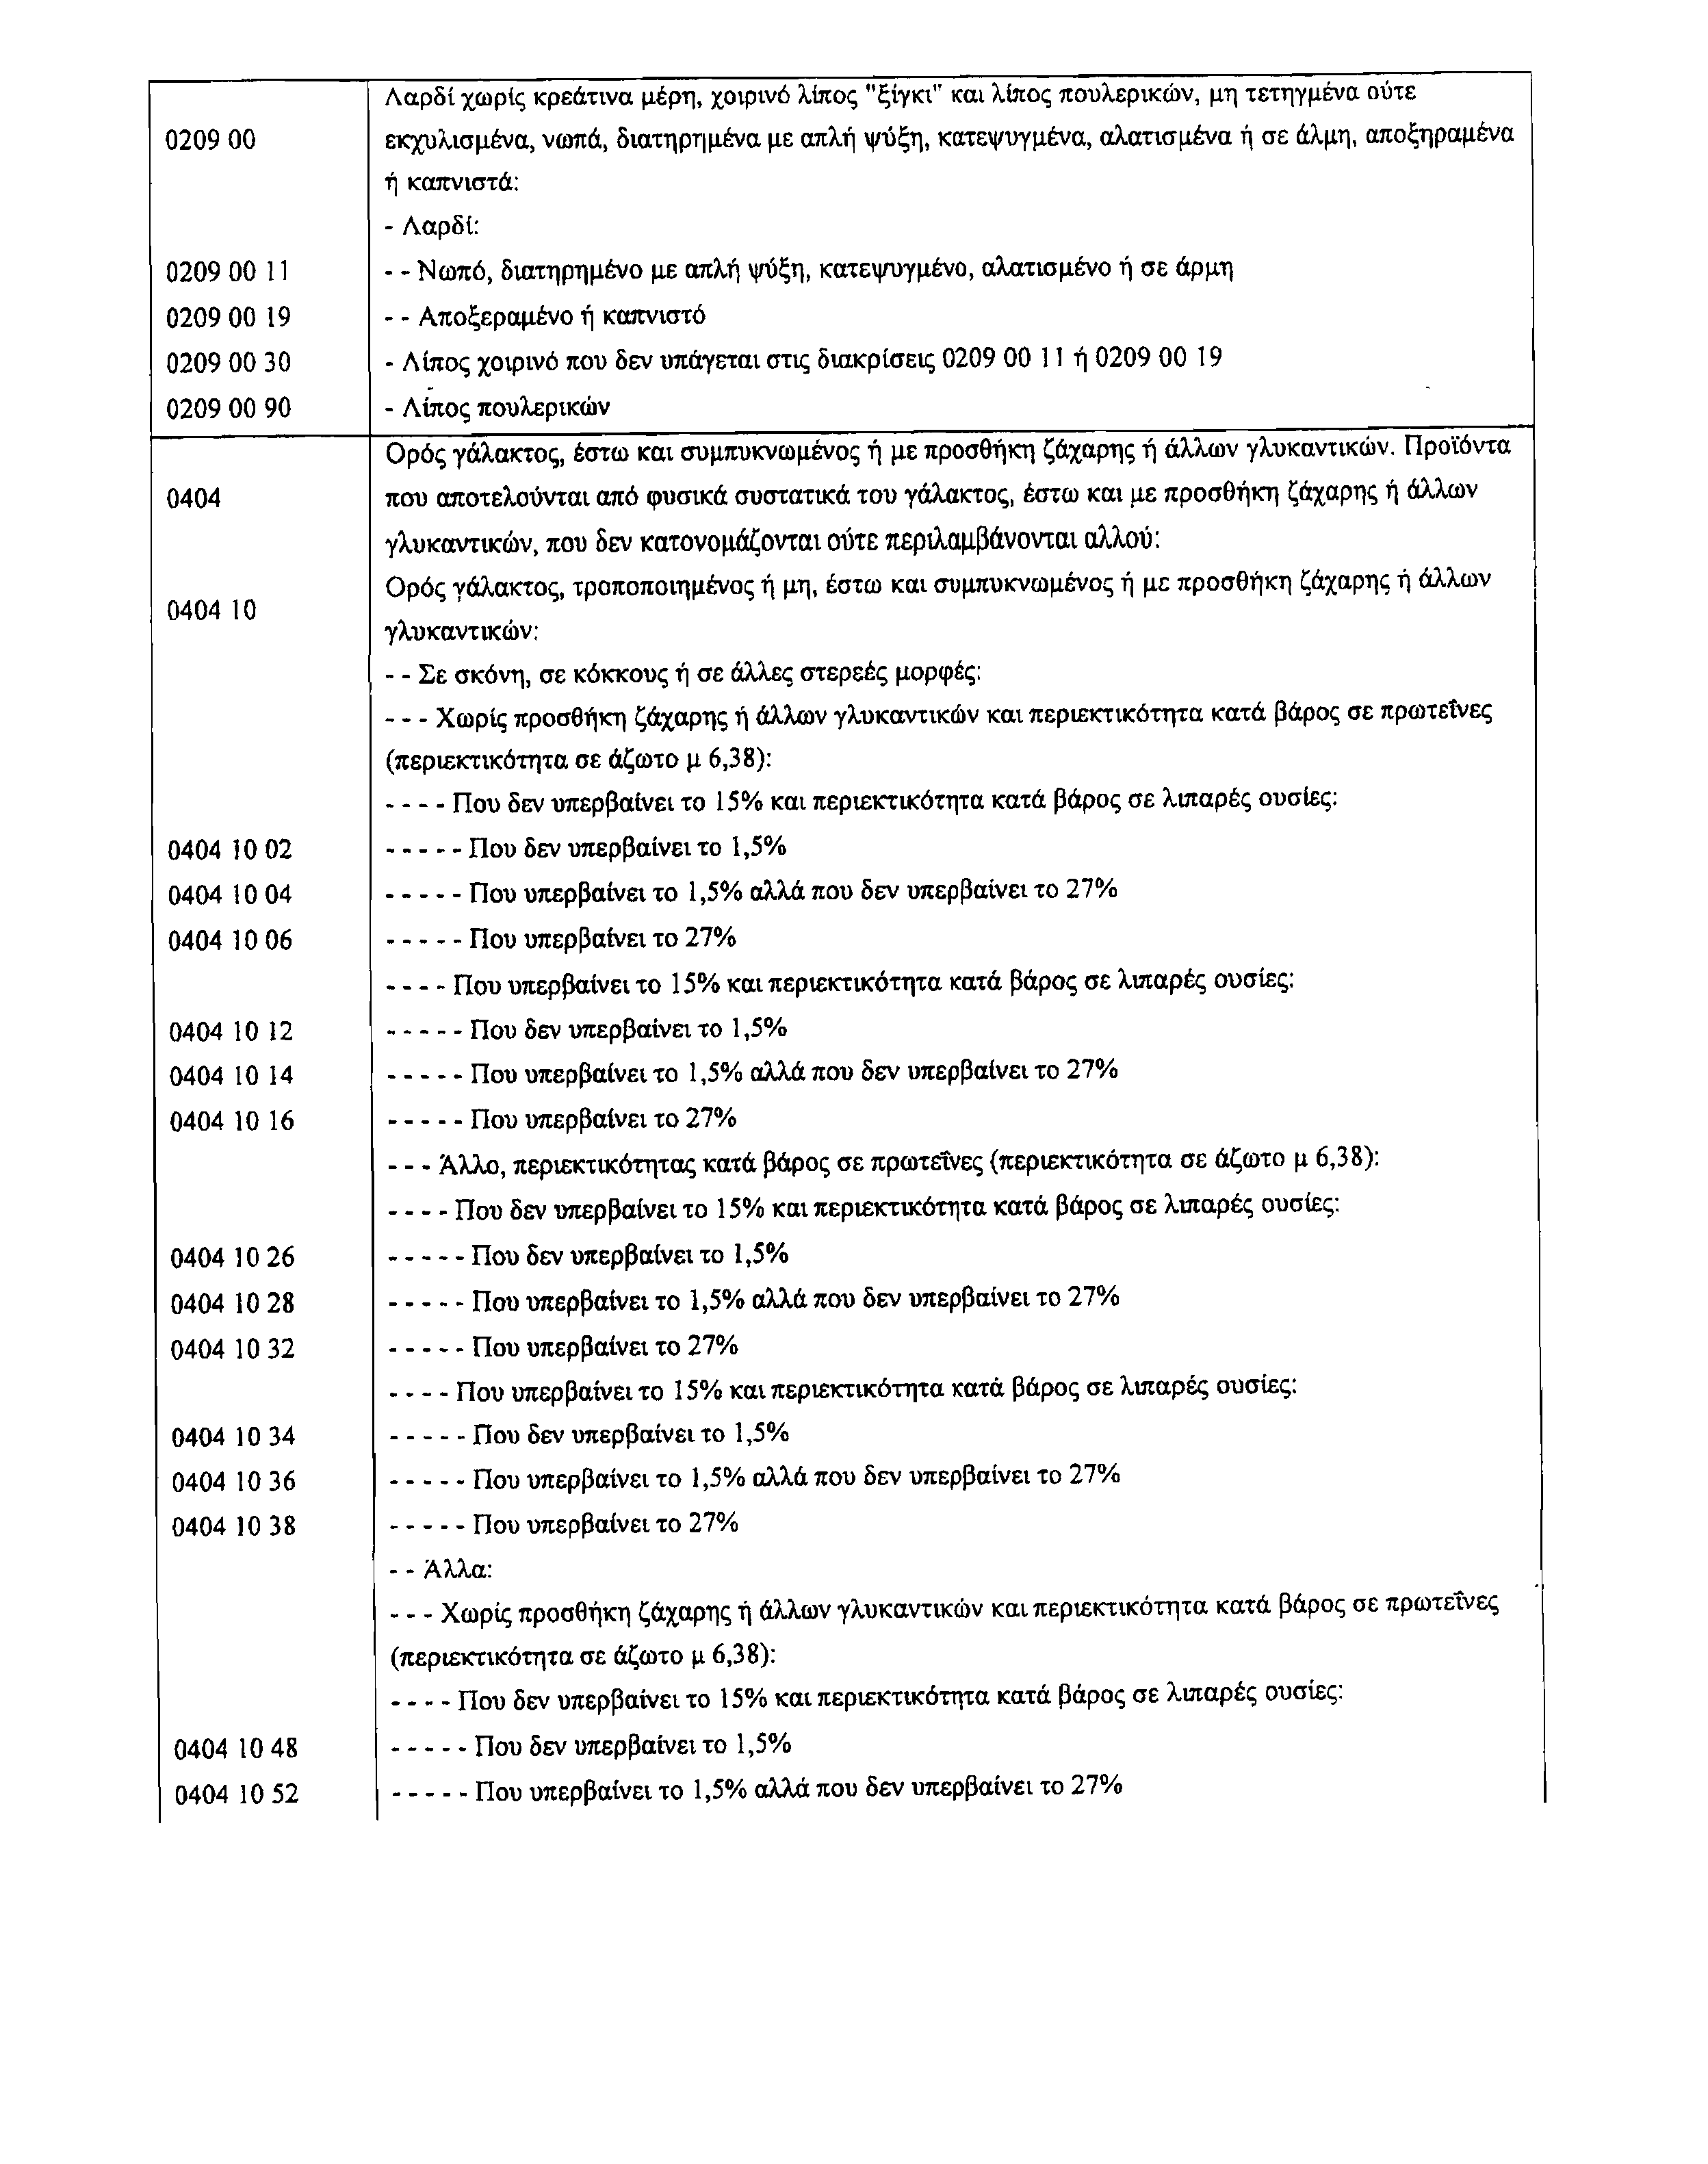 Λαρδί χωρίς κρεάτινα μέρη, χοιρινό λίπος "ξίγκι" και λίπος πουλερικών, μη τετηγμένα ούτε
0209 00 εκχυλισμένα, νωπά, διατηρημένα με απλή ψύξη, κατεψυγμένα, αλατισμένα ή σε άλμη, αποξηραμένα
ή καπνιστά:
- Λαρδί:
0209 00 11 - - Νωπό, διατηρημένο με απλή ψύξη, κατεψυγμένο, αλατισμένο ή σε άρμη
0209 00 19 - - Αποξεραμένο ή καπνιστό
0209 00 30 - Λίπος χοιρινό που δεν υπάγεται στις διακρίσεις 0209 00 11 ή 0209 00 19
0209 00 90 - Λίπος πουλερικών
Ορός γάλακτος, έστω και συμπυκνωμένος ή με προσθήκη ζάχαρης ή άλλων γλυκαντικών. Προϊόντα
0404 που αποτελούνται από φυσικά συστατικά του γάλακτος, έστω και με προσθήκη ζάχαρης ή άλλων
γλυκαντικών, που δεν κατονομάζονται ούτε περιλαμβάνονται αλλού:
0404 10 Ορός γάλακτος, τροποποιημένος ή μη, έστω και συμπυκνωμένος ή με προσθήκη ζάχαρης ή άλλων
γλυκαντικών:
- - Σε σκόνη, σε κόκκους ή σε άλλες στερεές μορφές:
- - - Χωρίς προσθήκη ζάχαρης ή άλλων γλυκαντικών και περιεκτικότητα κατά βάρος σε πρωτεΐνες
(περιεκτικότητα σε άζωτο μ 6,38):
- - - - Που δεν υπερβαίνει το 15% και περιεκτικότητα κατά βάρος σε λιπαρές ουσίες:
0404 10 02 - - - - - Που δεν υπερβαίνει το 1,5%
0404 10 04 - - - - - Που υπερβαίνει το 1,5% αλλά που δεν υπερβαίνει το 27%
0404 10 06 - - - - - Που υπερβαίνει το 27%
- - - - Που υπερβαίνει το 15% και περιεκτικότητα κατά βάρος σε λιπαρές ουσίες:
0404 10 12 - - - - - Που δεν υπερβαίνει το 1,5%
0404 10 14 - - - - - Που υπερβαίνει το 1,5% αλλά που δεν υπερβαίνει το 27%
0404 10 16 - - - - - Που υπερβαίνει το 27%
- - - Άλλο, περιεκτικότητας κατά βάρος σε πρωτεΐνες (περιεκτικότητα σε άζωτο μ 6,38):
- - - - Που δεν υπερβαίνει το 15% και περιεκτικότητα κατά βάρος σε λιπαρές ουσίες:
0404 10 26 - - - - - Που δεν υπερβαίνει το 1,5%
0404 10 28 - - - - - Που υπερβαίνει το 1,5% αλλά που δεν υπερβαίνει το 27%
0404 10 32 - - - - - Που υπερβαίνει το 27%
- - - - Που υπερβαίνει το 15% και περιεκτικότητα κατά βάρος σε λιπαρές ουσίες:
0404 10 34 - - - - - Που δεν υπερβαίνει το 1,5%
0404 10 36 - - - - - Που υπερβαίνει το 1,5% αλλά που δεν υπερβαίνει το 27%
0404 10 38 - - - - - Που υπερβαίνει το 27%
- - Άλλα:
- - - Χωρίς προσθήκη ζάχαρης ή άλλων γλυκαντικών και περιεκτικότητα κατά βάρος σε πρωτεΐνες
(περιεκτικότητα σε άζωτο μ 6,38):
- - - - Που δεν υπερβαίνει το 15% και περιεκτικότητα κατά βάρος σε λιπαρές ουσίες:
0404 10 48 - - - - - Που δεν υπερβαίνει το 1,5%
0404 10 52 - - - - - Που υπερβαίνει το 1,5% αλλά που δεν υπερβαίνει το 27%